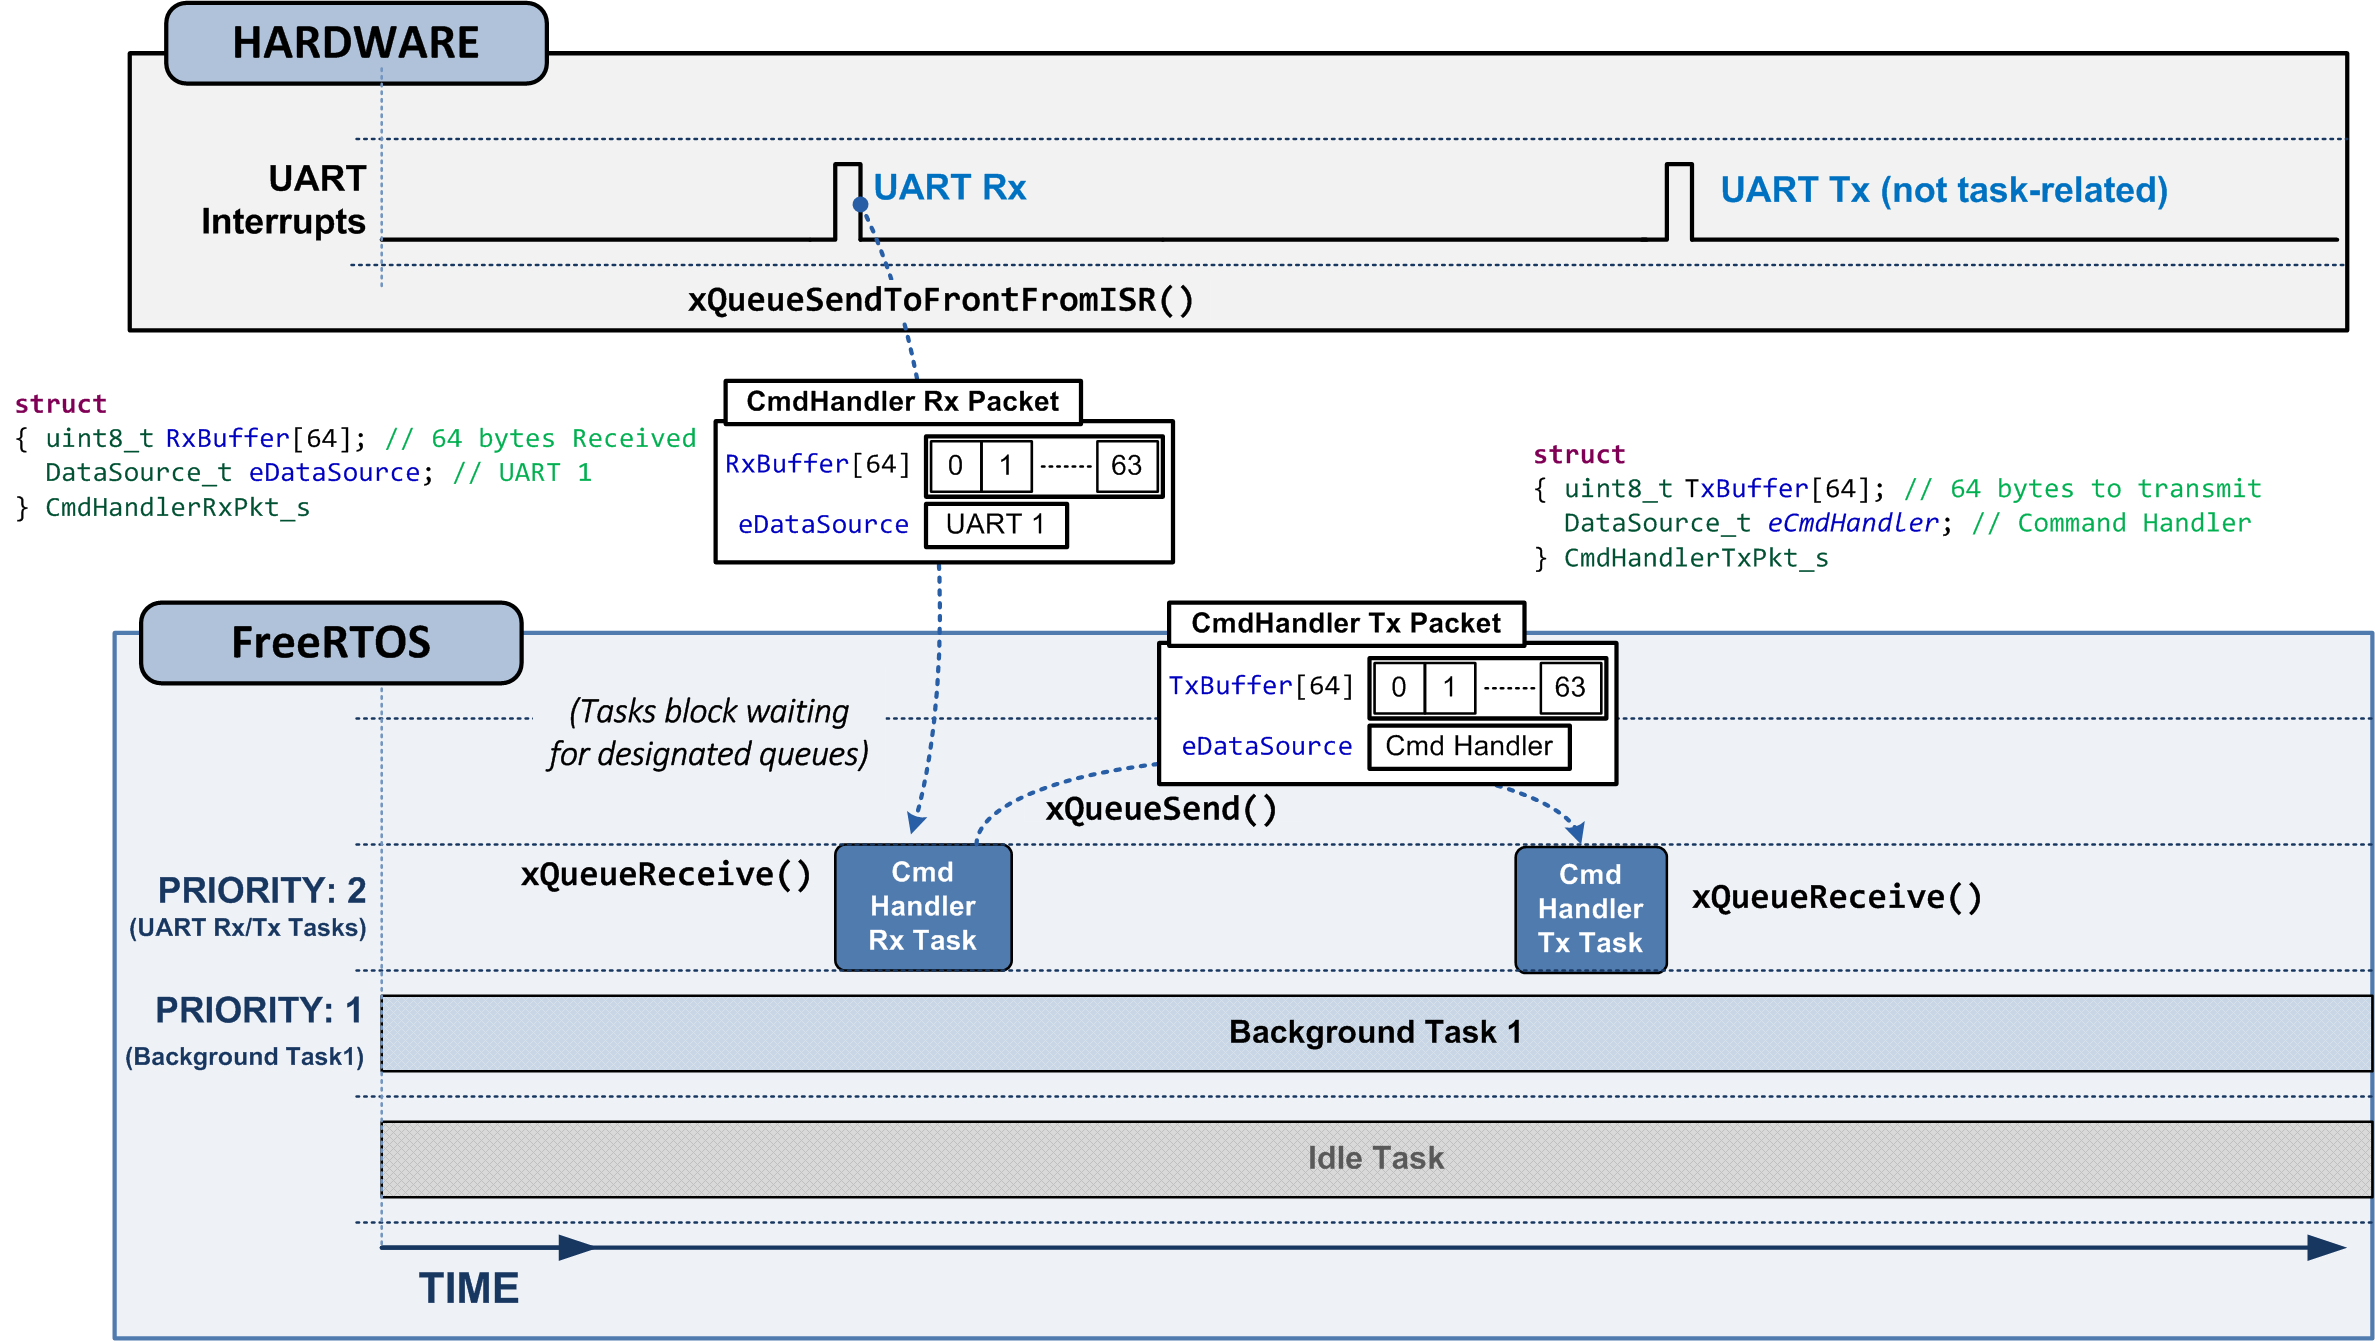 HARDWARE
UART
Interrupts
UART Rx
UART Tx (not task-related)
xQueueSendToFrontFromISR()
struct
{ uint8_t RxBuffer[64]; // 64 bytes Received
DataSource_t eDataSource; // UART 1
} CmdHandlerRxPkt_s
CmdHandler Rx Packet
RxBuffer[64] 0 1 ------- 63
eDataSource UART 1
struct
{ uint8_t TxBuffer[64]; // 64 bytes to transmit
DataSource_t eCmdHandler; // Command Handler
} CmdHandlerTxPkt_s
FreeRTOS
CmdHandler Tx Packet
TxBuffer[64] 0 1 ------- 63
eDataSource Cmd Handler
(Tasks block waiting
for designated queues)
xQueueSend()
PRIORITY: 2
(UART Rx/Tx Tasks)
xQueueReceive()
Cmd
Handler
Rx Task
Cmd
Handler
Tx Task
xQueueReceive()
PRIORITY: 1
(Background Task1)
Background Task 1
Idle Task
TIME